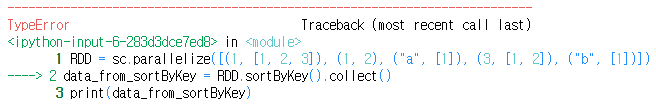 ---------------------------------------------------------------------------
TypeError                                 Traceback (most recent call last)
<ipython-input-6-283d3dce7ed8> in <module>
      1 RDD = sc.parallelize([(1, [1, 2, 3]), (1, 2), ("a", [1]), (3, [1, 2]), ("b", [1])])
----> 2 data_from_sortByKey = RDD.sortByKey().collect()
      3 print(data_from_sortByKey)